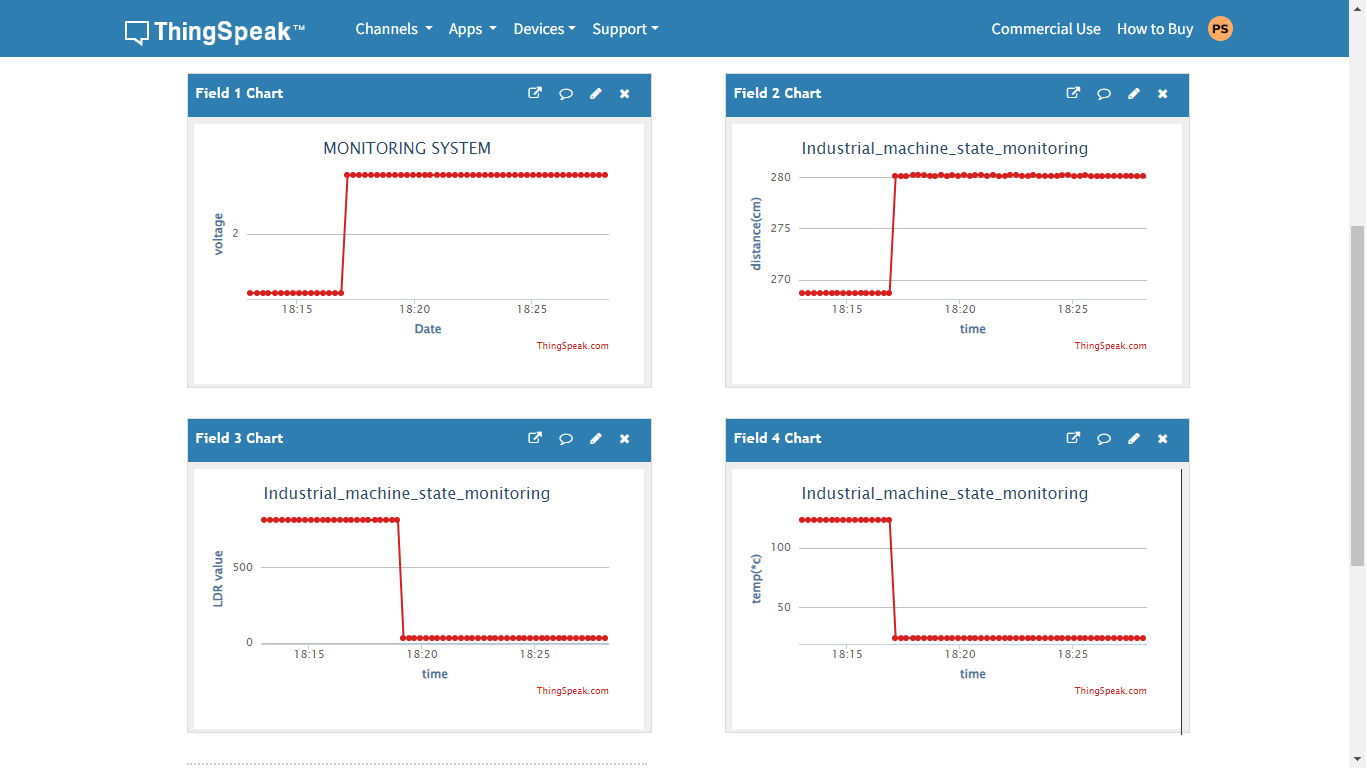 ThingSpeak™ Channels Apps Devices Support Commercial Use How to Buy PS
Field 1 Chart
MONITORING SYSTEM
voltage
2
18:15 18:20 18:25
Date
ThingSpeak.com
Field 2 Chart
Industrial_machine_state_monitoring
distance(cm)
280
275
270
18:15 18:20 18:25
time
ThingSpeak.com
Field 3 Chart
Industrial_machine_state_monitoring
LDR value
500
0
18:15 18:20 18:25
time
ThingSpeak.com
Field 4 Chart
Industrial_machine_state_monitoring
temp(*c)
100
50
18:15 18:20 18:25
time
ThingSpeak.com